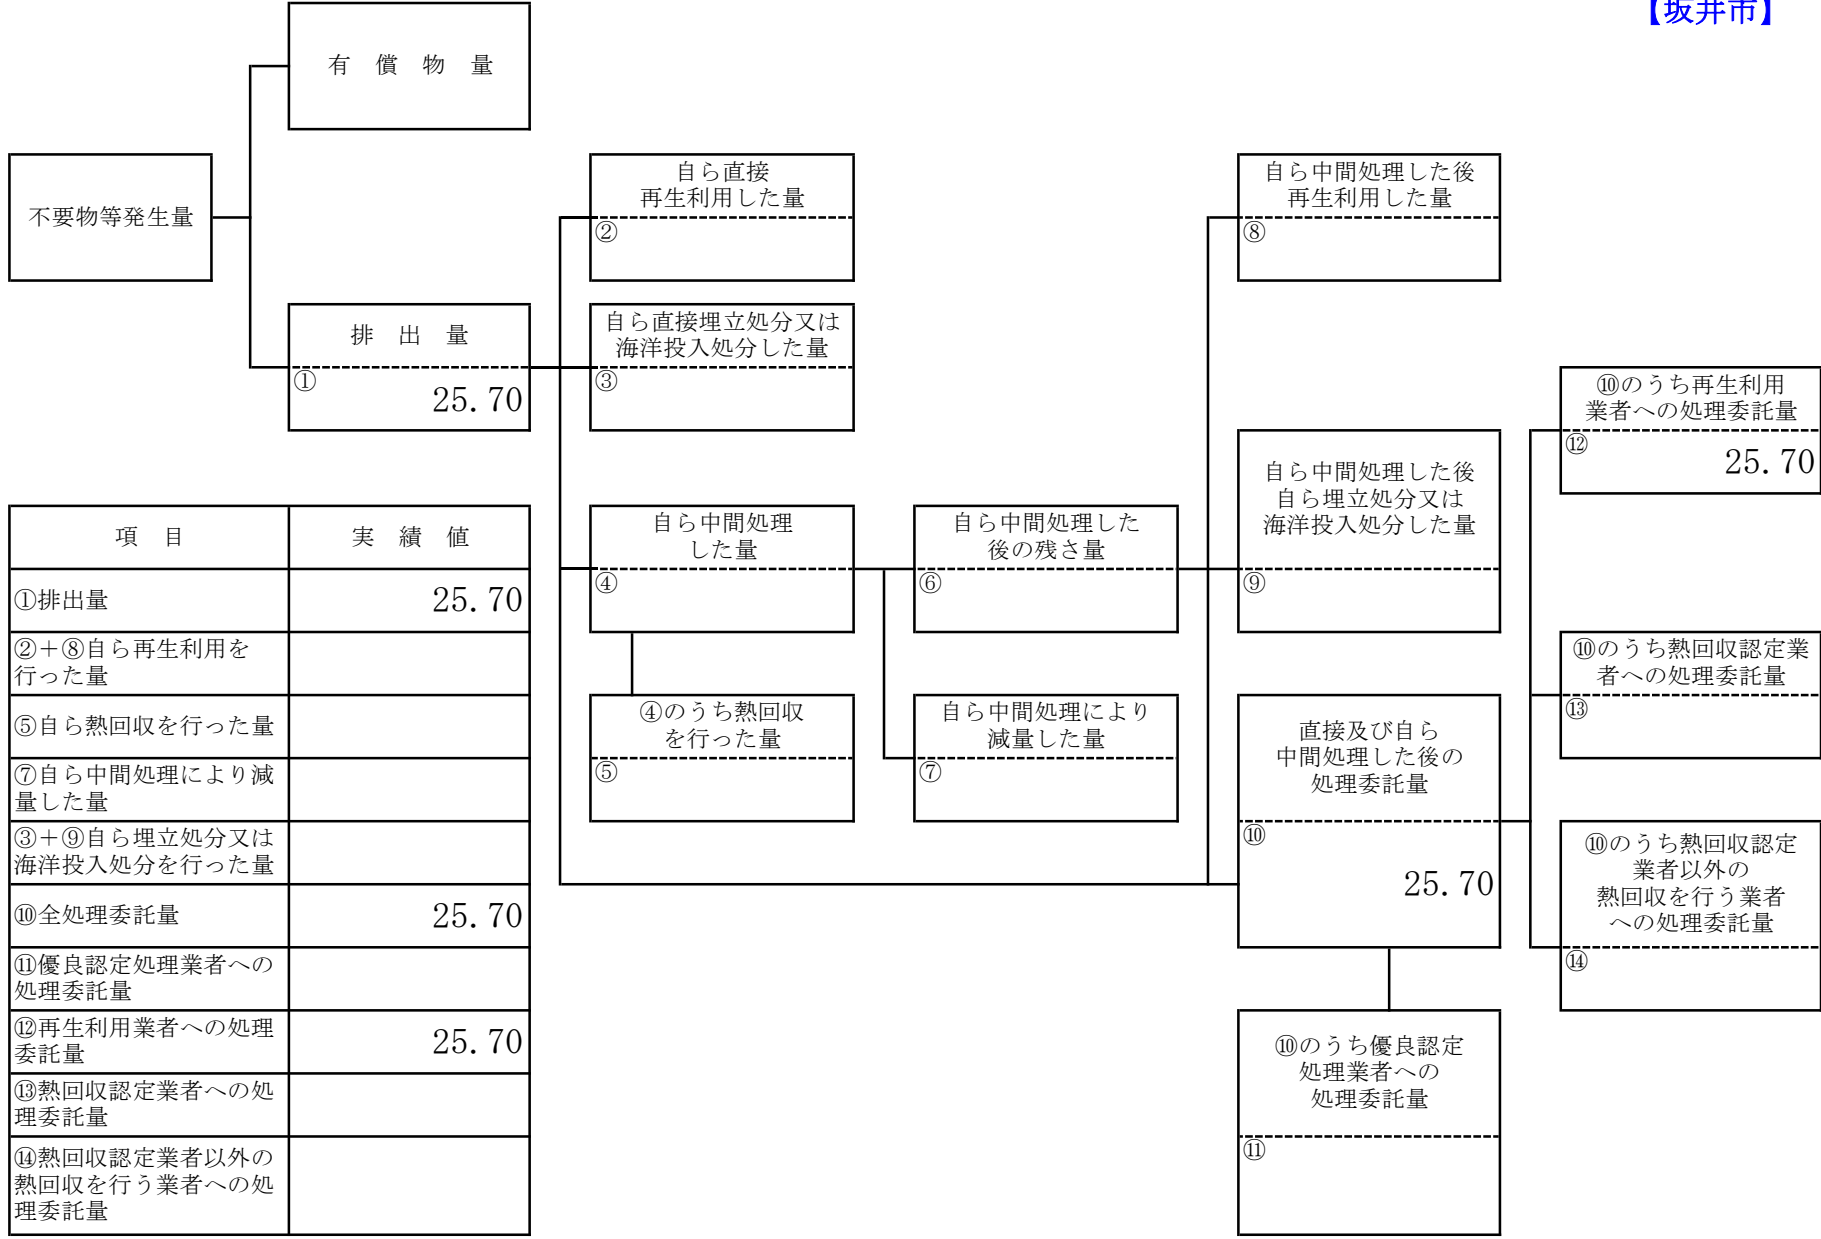 【坂井市】
有　償　物　量
不要物等発生量
排　出　量
①
25.70
自ら直接
再生利用した量
②
自ら直接埋立処分又は
海洋投入処分した量
③
自ら中間処理
した量
④
④のうち熱回収
を行った量
⑤
自ら中間処理した
後の残さ量
⑥
自ら中間処理により
減量した量
⑦
自ら中間処理した後
再生利用した量
⑧
自ら中間処理した後
自ら埋立処分又は
海洋投入処分した量
⑨
直接及び自ら
中間処理した後の
処理委託量
⑩
25.70
⑩のうち優良認定
処理業者への
処理委託量
⑪
⑩のうち再生利用
業者への処理委託量
⑫
25.70
⑩のうち熱回収認定業
者への処理委託量
⑬
⑩のうち熱回収認定
業者以外の
熱回収を行う業者
への処理委託量
⑭
項　目
実　績　値
①排出量
25.70
②＋⑧自ら再生利用を
行った量
⑤自ら熱回収を行った量
⑦自ら中間処理により減
量した量
③＋⑨自ら埋立処分又は
海洋投入処分を行った量
⑩全処理委託量
25.70
⑪優良認定処理業者への
処理委託量
⑫再生利用業者への処理
委託量
25.70
⑬熱回収認定業者への処
理委託量
⑭熱回収認定業者以外の
熱回収を行う業者への処
理委託量